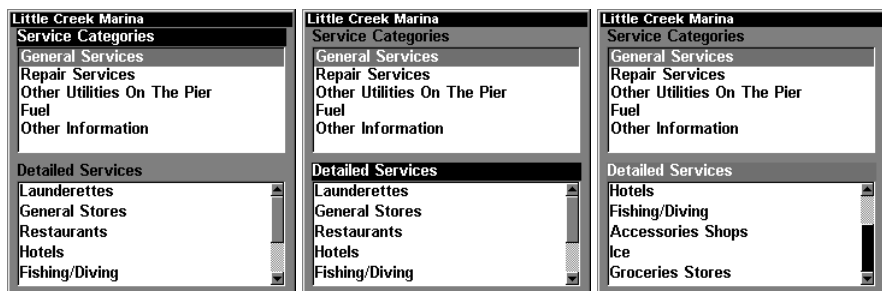 Little Creek Marina
Service Categories
General Services
Repair Services
Other Utilities On The Pier
Fuel
Other Information
Detailed Services
Launderettes
General Stores
Restaurants
Hotels
Fishing/Diving
Little Creek Marina
Service Categories
General Services
Repair Services
Other Utilities On The Pier
Fuel
Other Information
Detailed Services
Launderettes
General Stores
Restaurants
Hotels
Fishing/Diving
Little Creek Marina
Service Categories
General Services
Repair Services
Other Utilities On The Pier
Fuel
Other Information
Detailed Services
Hotels
Fishing/Diving
Accessories Shops
Ice
Groceries Stores